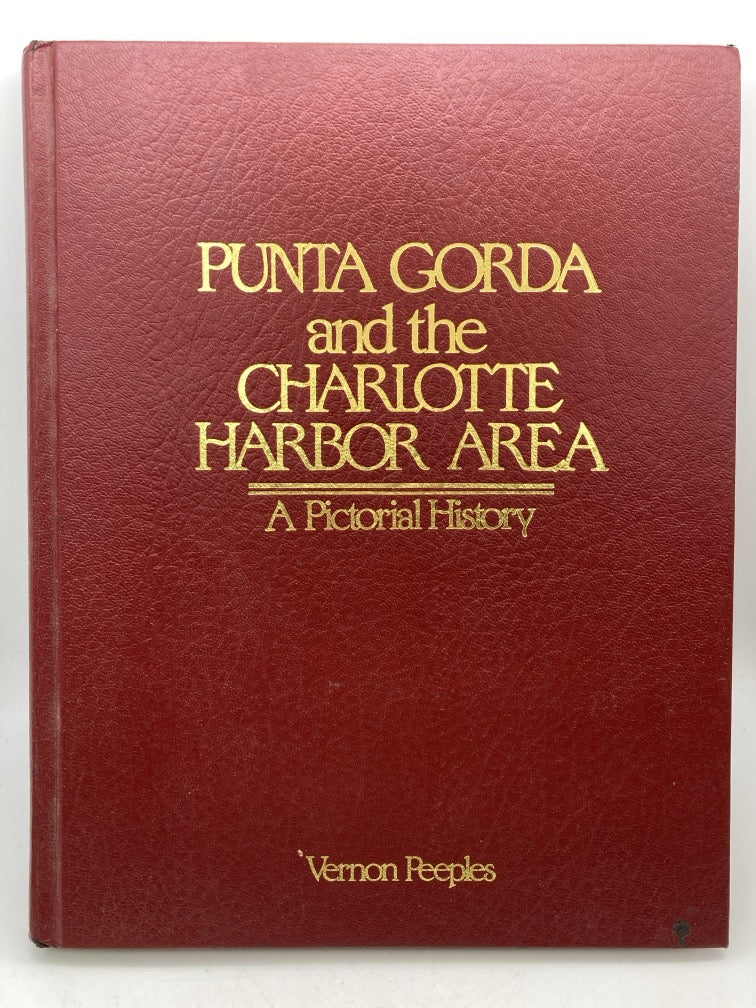 PUNTA GORDA
and the
CHARLOTTE
HARBOR AREA
A Pictorial History
Vernon Peeples